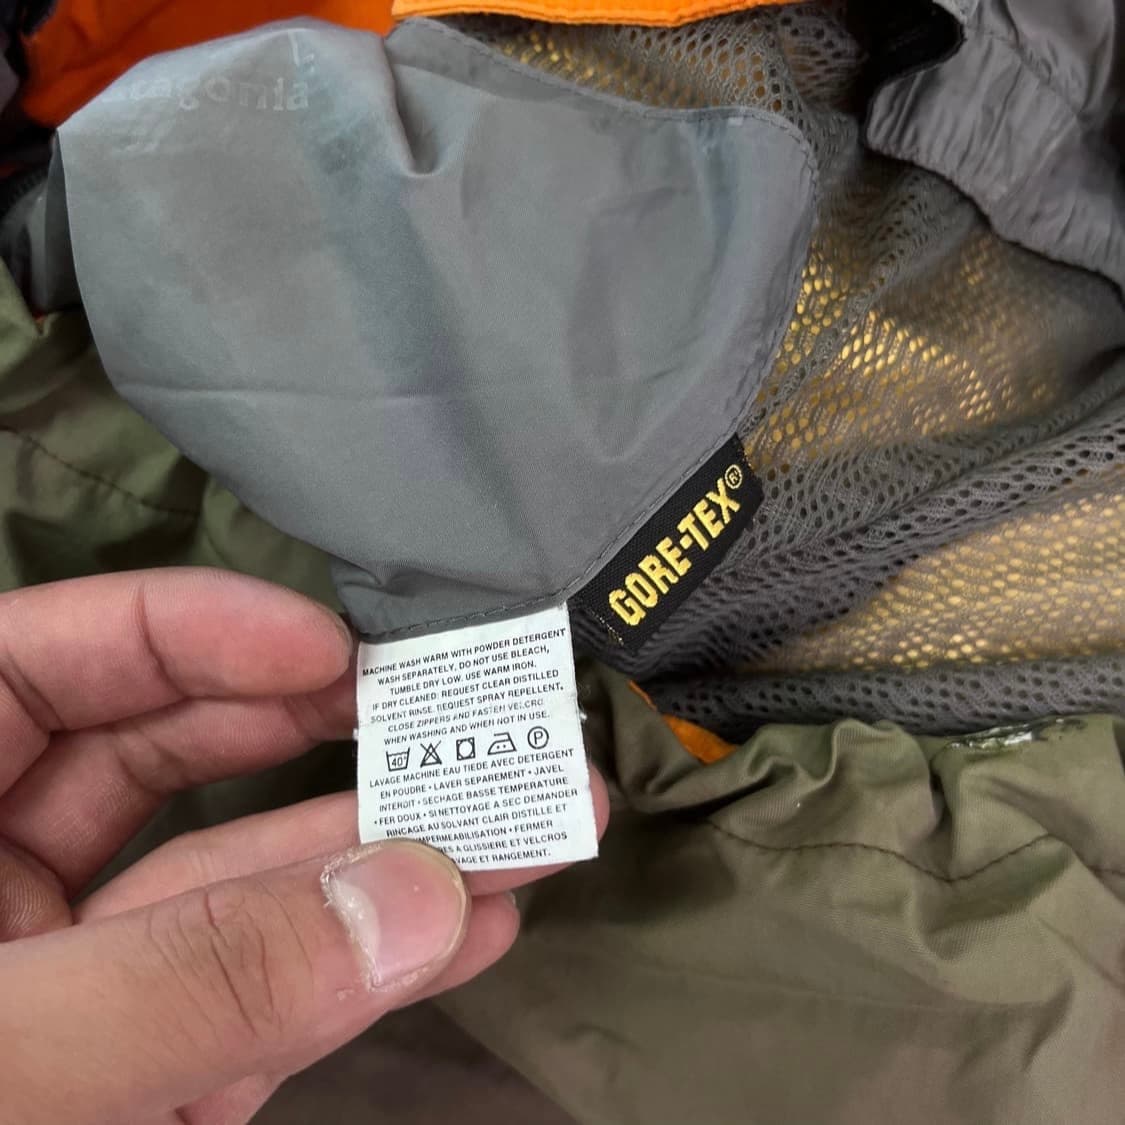 GORE-TEX®
MACHINE WASH WARM WITH POWDER DETERGENT
WASH SEPARATELY, DO NOT USE BLEACH,
TUMBLE DRY LOW. USE WARM IRON.
IF DRY CLEANED: REQUEST CLEAR DISTILLED
SOLVENT RINSE. REQUEST SPRAY REPELLENT.
CLOSE ZIPPERS AND FASTEN VELCRO
WHEN WASHING AND WHEN NOT IN USE.
40° P
LAVAGE MACHINE EAU TIEDE AVEC DETERGENT
EN POUDRE • LAVER SEPAREMENT • JAVEL
INTERDIT • SECHAGE BASSE TEMPERATURE
• FER DOUX • SI NETTOYAGE A SEC DEMANDER
RINCAGE AU SOLVANT CLAIR DISTILLE ET
• FERMER
A GLISSIERE ET VELCROS
ET RANGEMENT.